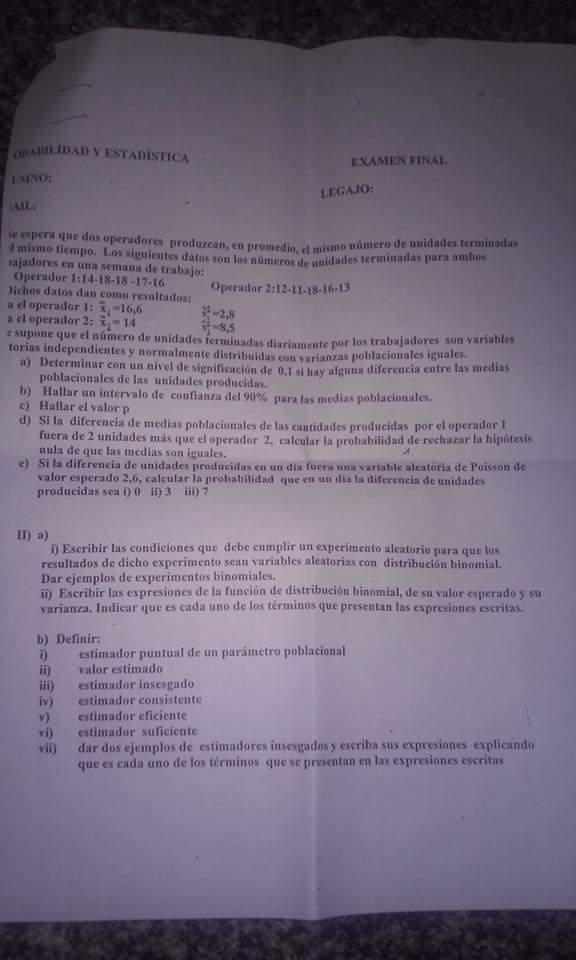 OBABILIDAD Y ESTADÍSTICA
EXAMEN FINAL
UMNO:
LEGAJO:
AIL:
Se espera que dos operadores produzcan, en promedio, el mismo número de unidades terminadas
l mismo tiempo. Los siguientes datos son los números de unidades terminadas para ambos
bajadores en una semana de trabajo:
Operador 1:14-18-18 -17-16 Operador 2:12-11-18-16-13
Dichos datos dan como resultados:
a el operador 1: x̄₁=16,6 ŝ²₁=2,8
a el operador 2: x̄₂= 14 ŝ²₂=8,5
e supone que el número de unidades terminadas diariamente por los trabajadores son variables
torias independientes y normalmente distribuidas con varianzas poblacionales iguales.
a) Determinar con un nivel de significación de 0,1 si hay alguna diferencia entre las medias
poblacionales de las unidades producidas.
b) Hallar un intervalo de confianza del 90% para las medias poblacionales.
c) Hallar el valor p
d) Si la diferencia de medias poblacionales de las cantidades producidas por el operador 1
fuera de 2 unidades más que el operador 2, calcular la probabilidad de rechazar la hipótesis
nula de que las medias son iguales.
e) Si la diferencia de unidades producidas en un día fuera una variable aleatoria de Poisson de
valor esperado 2,6, calcular la probabilidad que en un día la diferencia de unidades
producidas sea i) 0 ii) 3 iii) 7
II) a)
i) Escribir las condiciones que debe cumplir un experimento aleatorio para que los
resultados de dicho experimento sean variables aleatorias con distribución binomial.
Dar ejemplos de experimentos binomiales.
ii) Escribir las expresiones de la función de distribución binomial, de su valor esperado y su
varianza. Indicar que es cada uno de los términos que presentan las expresiones escritas.
b) Definir:
i) estimador puntual de un parámetro poblacional
ii) valor estimado
iii) estimador insesgado
iv) estimador consistente
v) estimador eficiente
vi) estimador suficiente
vii) dar dos ejemplos de estimadores insesgados y escriba sus expresiones explicando
que es cada uno de los términos que se presentan en las expresiones escritas